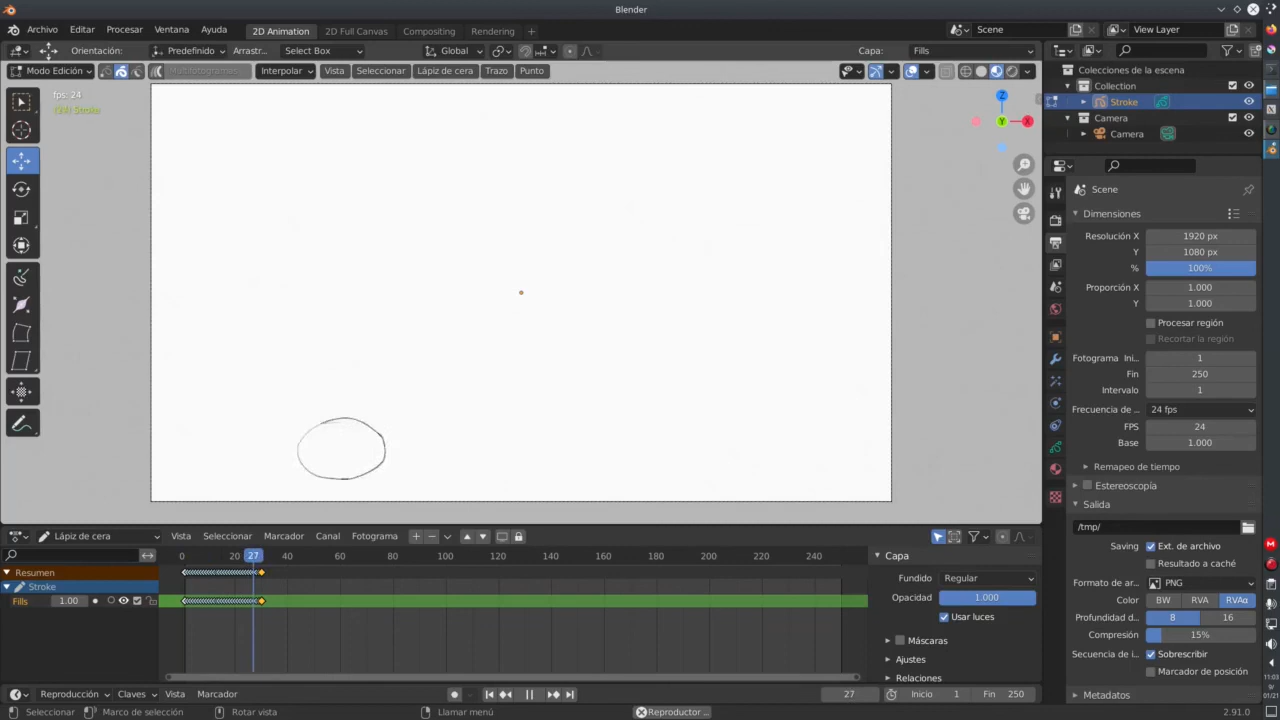 Blender
Archivo Editar Procesar Ventana Ayuda 2D Animation 2D Full Canvas Compositing Rendering + Scene View Layer
Orientación: Predefinido Arrastr... Select Box Global Capa: Fills
Modo Edición Multifotogramas Interpolar Vista Seleccionar Lápiz de cera Trazo Punto
fps: 24
(27) Stroke
Z
Y
X
Colecciones de la escena
Collection
Stroke
Camera
Camera
Scene
Dimensiones
Resolución X 1920 px
Y 1080 px
% 100%
Proporción X 1.000
Y 1.000
Procesar región
Recortar la región
Fotograma Ini... 1
Fin 250
Intervalo 1
Frecuencia de ... 24 fps
FPS 24
Base 1.000
Remapeo de tiempo
Estereoscopía
Salida
/tmp/
Saving Ext. de archivo
Resultado a caché
Formato de ar... PNG
Color BW RVA RVAα
Profundidad d... 8 16
Compresión 15%
Secuencia de i... Sobrescribir
Marcador de posición
Metadatos
Lápiz de cera Vista Seleccionar Marcador Canal Fotograma
0 20 27 40 60 80 100 120 140 160 180 200 220 240
Resumen
Stroke
Fills 1.00
Capa
Fundido Regular
Opacidad 1.000
Usar luces
Máscaras
Ajustes
Relaciones
Reproducción Claves Vista Marcador 27 Inicio 1 Fin 250
Seleccionar Marco de selección Rotar vista Llamar menú Reproductor ... 2.91.0
11:03
9/
01/21